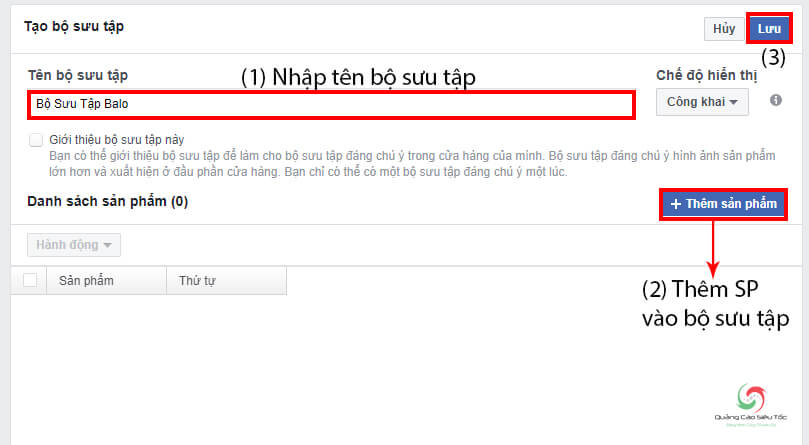 Tạo bộ sưu tập
Hủy
Lưu
(3)
Tên bộ sưu tập
(1) Nhập tên bộ sưu tập
Chế độ hiển thị
Bộ Sưu Tập Balo
Công khai
Giới thiệu bộ sưu tập này
Bạn có thể giới thiệu bộ sưu tập để làm cho bộ sưu tập đáng chú ý trong cửa hàng của mình. Bộ sưu tập đáng chú ý hình ảnh sản phẩm
lớn hơn và xuất hiện ở đầu phần cửa hàng. Bạn chỉ có thể có một bộ sưu tập đáng chú ý một lúc.
Danh sách sản phẩm (0)
+ Thêm sản phẩm
Hành động
Sản phẩm
Thứ tự
(2) Thêm SP
vào bộ sưu tập
Quảng Cáo Siêu Tốc